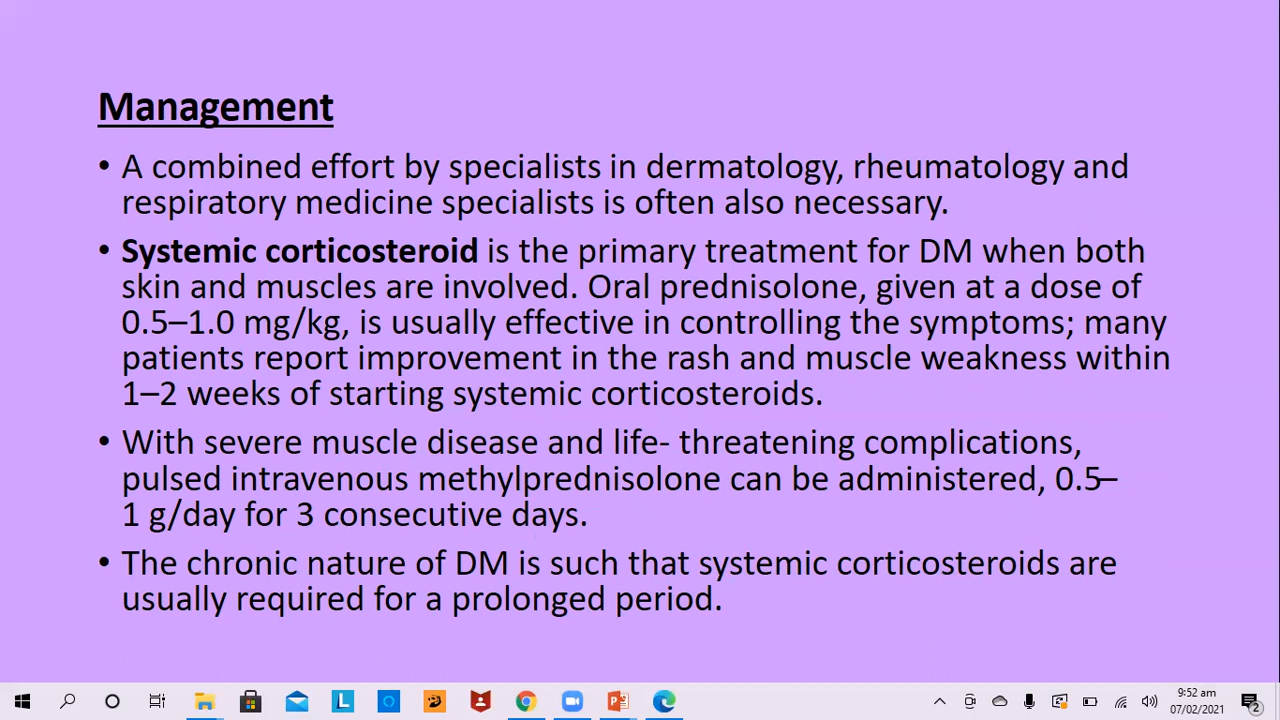 Management
• A combined effort by specialists in dermatology, rheumatology and
respiratory medicine specialists is often also necessary.
• Systemic corticosteroid is the primary treatment for DM when both
skin and muscles are involved. Oral prednisolone, given at a dose of
0.5–1.0 mg/kg, is usually effective in controlling the symptoms; many
patients report improvement in the rash and muscle weakness within
1–2 weeks of starting systemic corticosteroids.
• With severe muscle disease and life- threatening complications,
pulsed intravenous methylprednisolone can be administered, 0.5–
1 g/day for 3 consecutive days.
• The chronic nature of DM is such that systemic corticosteroids are
usually required for a prolonged period.
L
9:52 am
07/02/2021
2